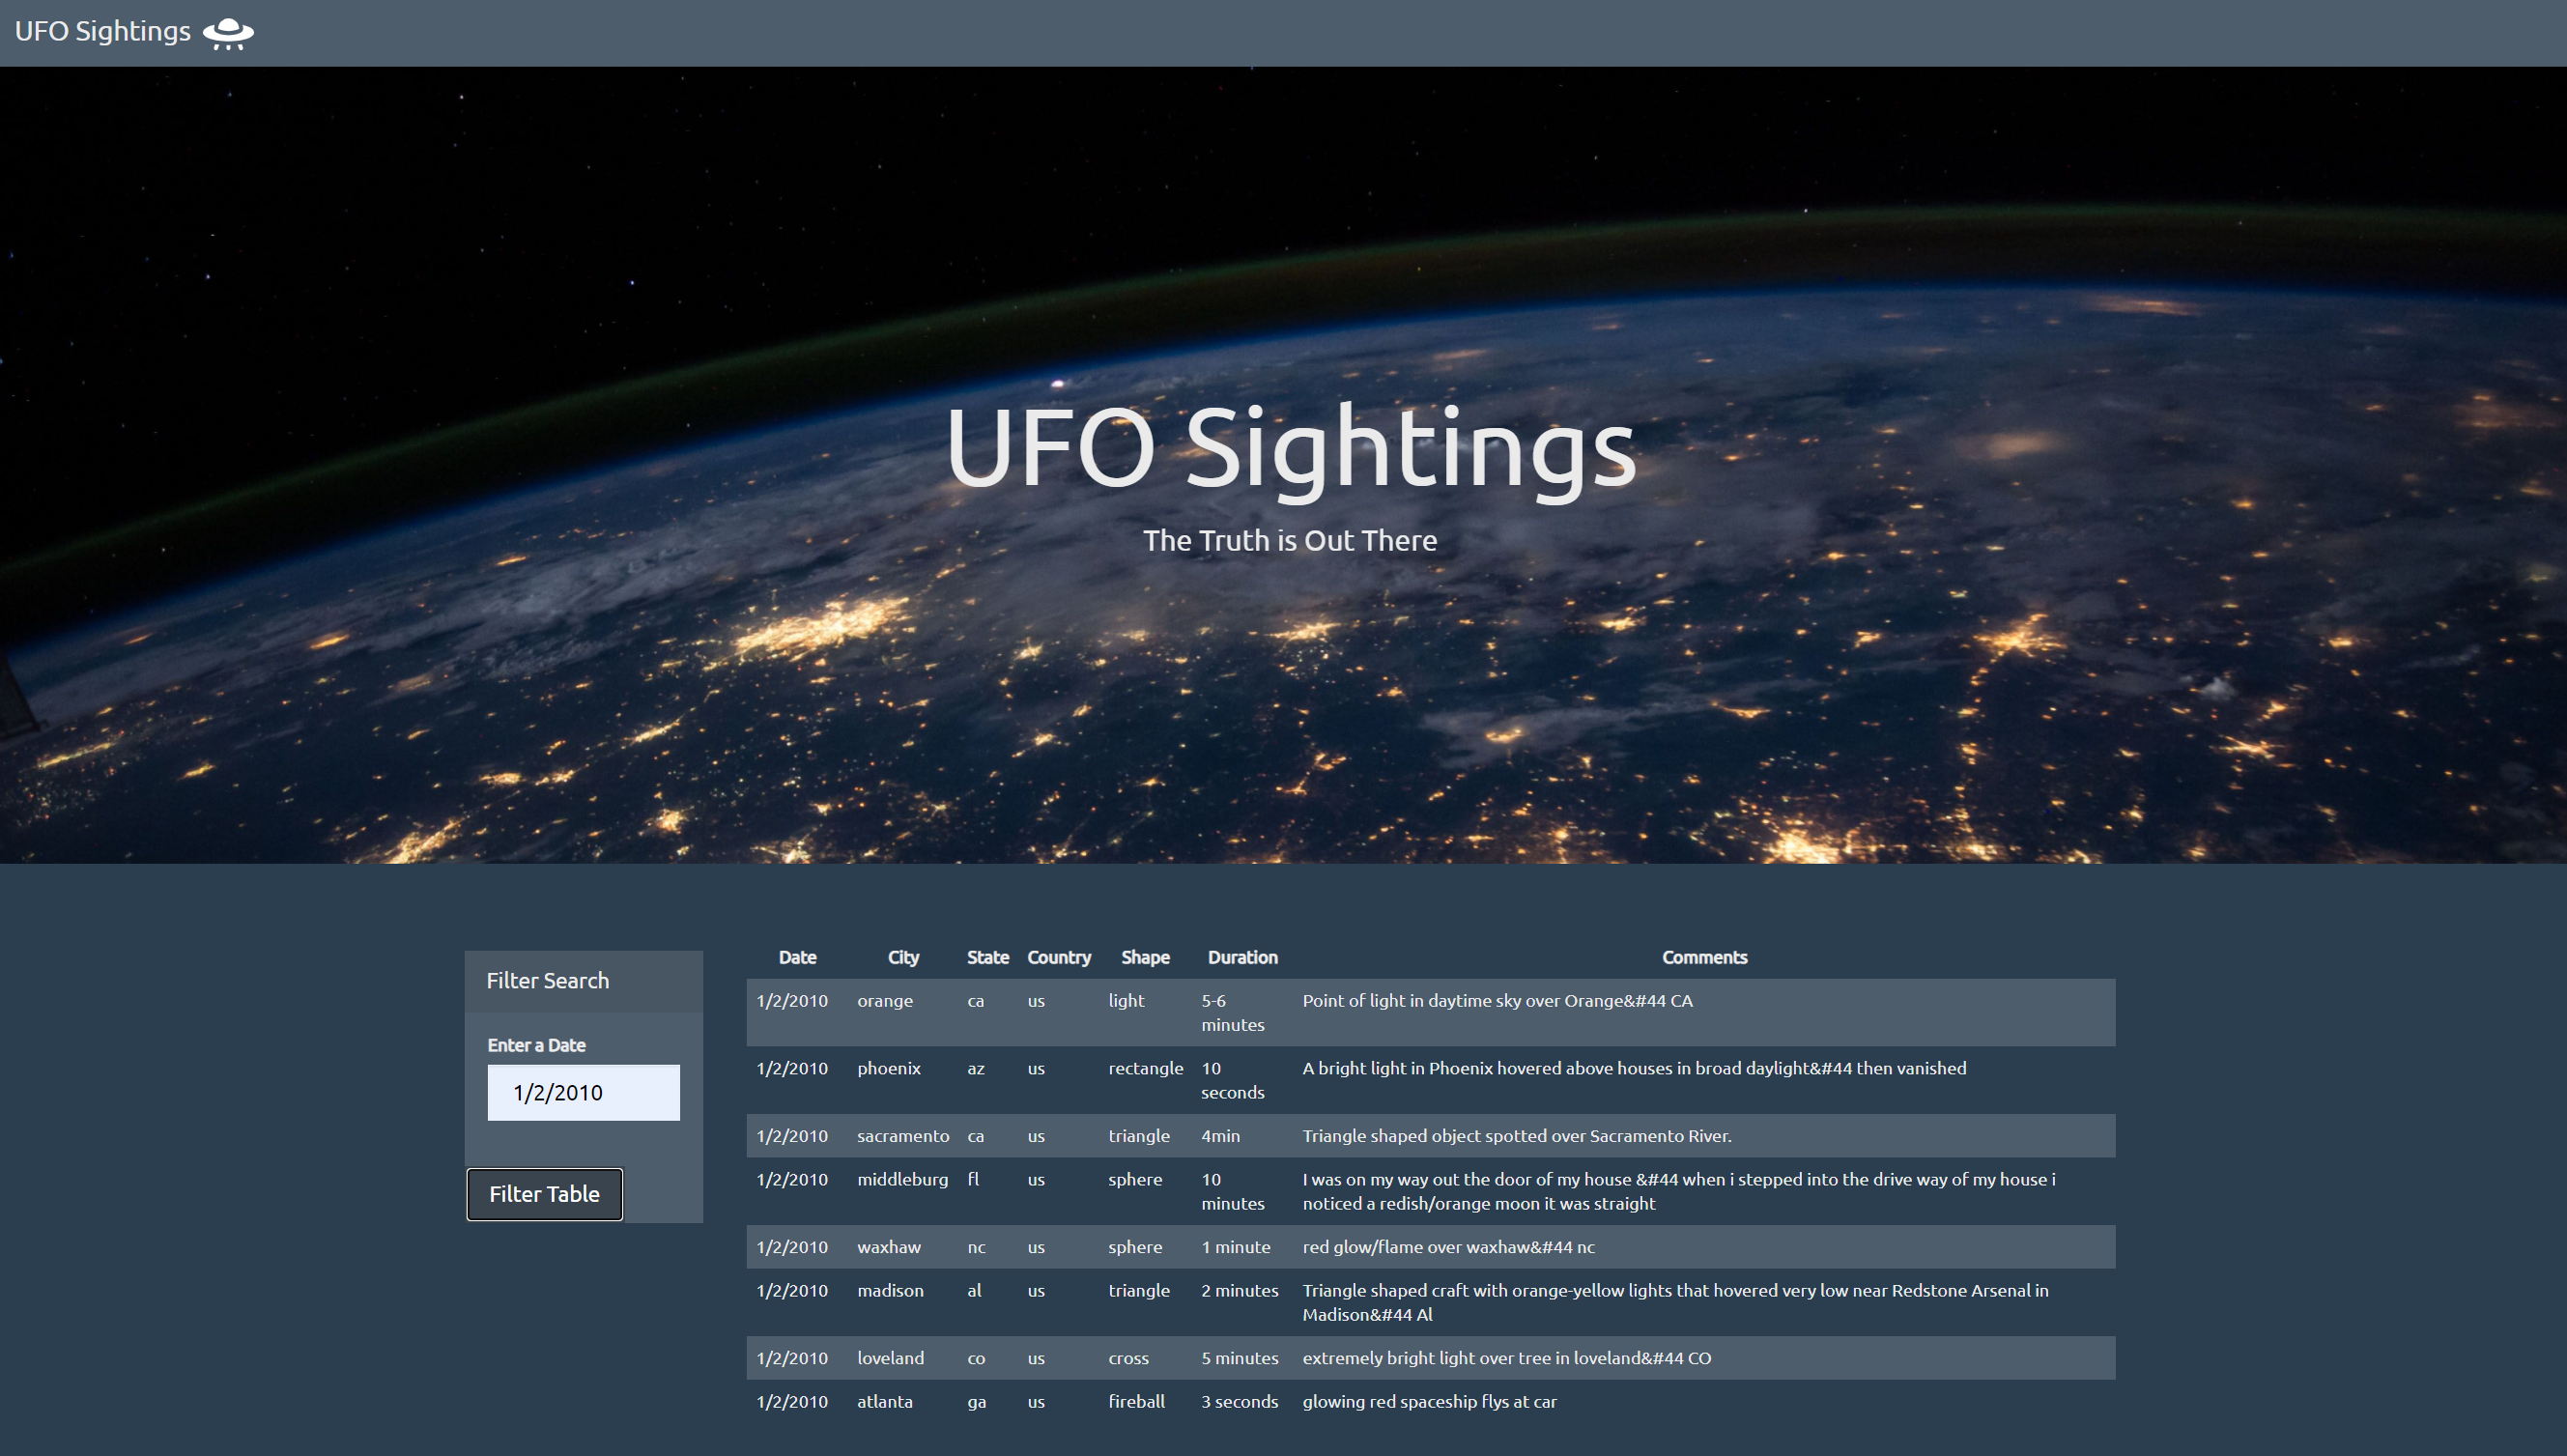 UFO Sightings
UFO Sightings
The Truth is Out There
Filter Search
Enter a Date
1/2/2010
Filter Table
Date City State Country Shape Duration Comments
1/2/2010 orange ca us light 5-6 minutes Point of light in daytime sky over Orange&#44 CA
1/2/2010 phoenix az us rectangle 10 seconds A bright light in Phoenix hovered above houses in broad daylight&#44 then vanished
1/2/2010 sacramento ca us triangle 4min Triangle shaped object spotted over Sacramento River.
1/2/2010 middleburg fl us sphere 10 minutes I was on my way out the door of my house &#44 when i stepped into the drive way of my house i
noticed a redish/orange moon it was straight
1/2/2010 waxhaw nc us sphere 1 minute red glow/flame over waxhaw&#44 nc
1/2/2010 madison al us triangle 2 minutes Triangle shaped craft with orange-yellow lights that hovered very low near Redstone Arsenal in
Madison&#44 Al
1/2/2010 loveland co us cross 5 minutes extremely bright light over tree in loveland&#44 CO
1/2/2010 atlanta ga us fireball 3 seconds glowing red spaceship flys at car